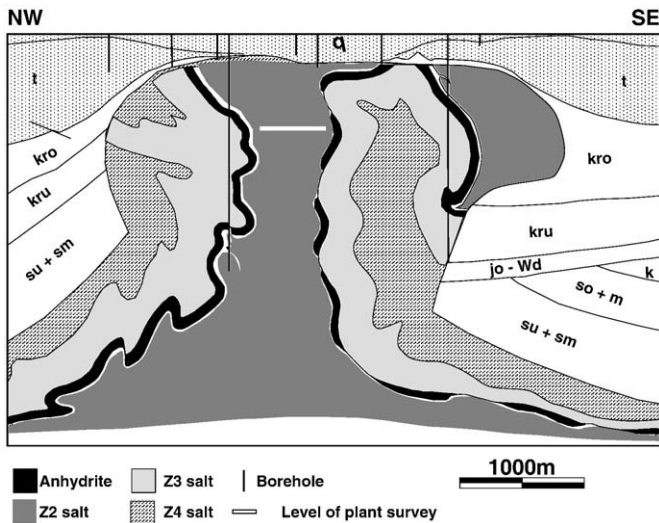 NW SE
q
t t
kro kro
kru kru
su + sm jo - Wd k
so + m
su + sm
1000m
Anhydrite Z3 salt Borehole
Z2 salt Z4 salt Level of plant survey